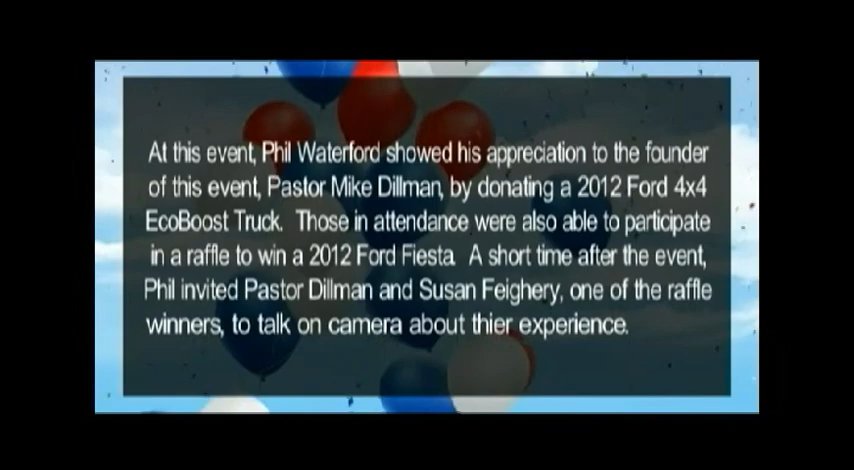 At this event, Phil Waterford showed his appreciation to the founder
of this event, Pastor Mike Dillman, by donating a 2012 Ford 4x4
EcoBoost Truck. Those in attendance were also able to participate
in a raffle to win a 2012 Ford Fiesta. A short time after the event,
Phil invited Pastor Dillman and Susan Feighery, one of the raffle
winners, to talk on camera about thier experience.